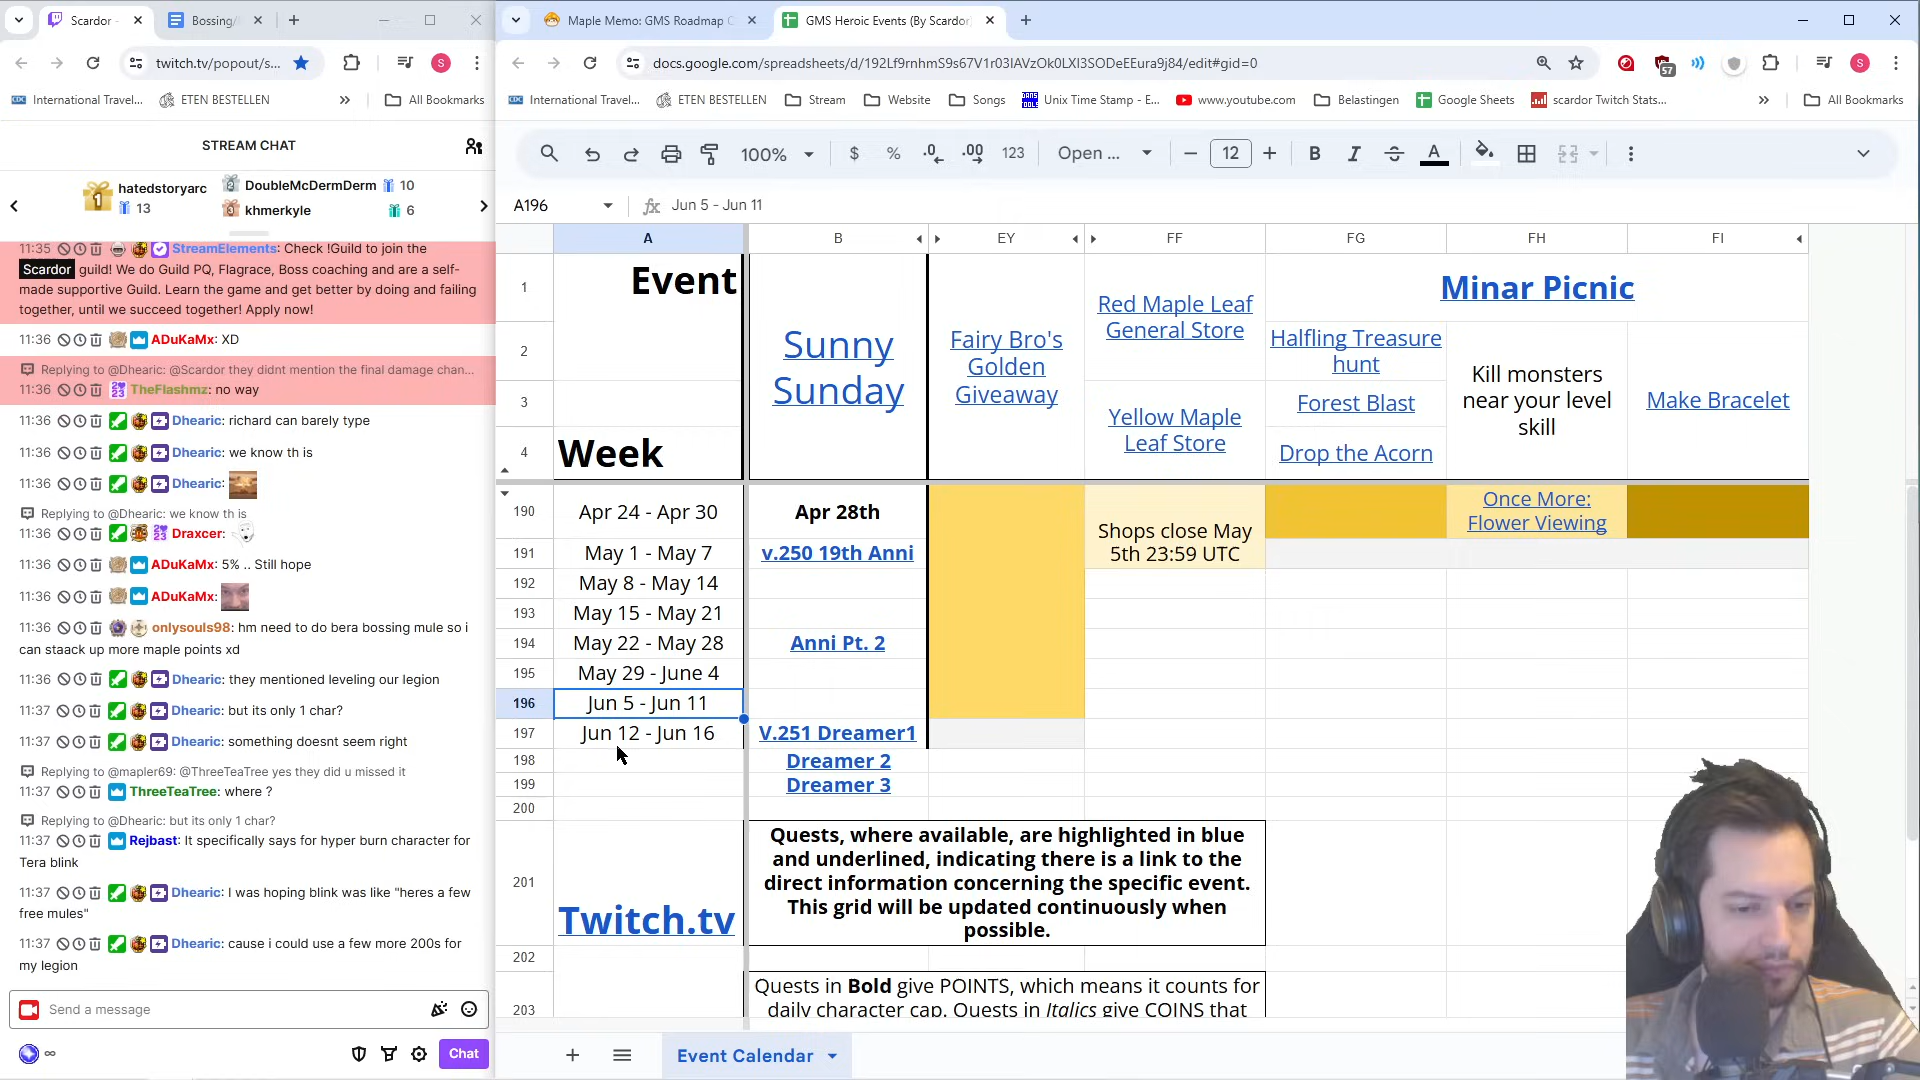 Scardor -
Bossing/
Maple Memo: GMS Roadmap C
GMS Heroic Events (By Scardor
twitch.tv/popout/s...
S
docs.google.com/spreadsheets/d/192Lf9rnhmS9s67V1r03IAVzOk0LXl3SODeEEura9j84/edit#gid=0
57
S
International Travel...
ETEN BESTELLEN
»
All Bookmarks
International Travel...
ETEN BESTELLEN
Stream
Website
Songs
Unix Time Stamp - E...
www.youtube.com
Belastingen
Google Sheets
scardor Twitch Stats...
»
All Bookmarks
STREAM CHAT
100%
$
%
.0
.00
123
Open ...
12
B
I
A
1
hatedstoryarc
13
DoubleMcDermDerm 10
khmerkyle 6
A196
fx
Jun 5 - Jun 11
11:35 StreamElements: Check !Guild to join the
Scardor guild! We do Guild PQ, Flagrace, Boss coaching and are a self-
made supportive Guild. Learn the game and get better by doing and failing
together, until we succeed together! Apply now!
11:36 ADuKaMx: XD
Replying to @Dhearic: @Scardor they didnt mention the final damage chan...
11:36 TheFlashmz: no way
11:36 Dhearic: richard can barely type
11:36 Dhearic: we know th is
11:36 Dhearic:
Replying to @Dhearic: we know th is
11:36 Draxcer:
11:36 ADuKaMx: 5% .. Still hope
11:36 ADuKaMx:
11:36 onlysouls98: hm need to do bera bossing mule so i
can staack up more maple points xd
11:36 Dhearic: they mentioned leveling our legion
11:37 Dhearic: but its only 1 char?
11:37 Dhearic: something doesnt seem right
Replying to @mapler69: @ThreeTeaTree yes they did u missed it
11:37 ThreeTeaTree: where ?
Replying to @Dhearic: but its only 1 char?
11:37 Rejbast: It specifically says for hyper burn character for
Tera blink
11:37 Dhearic: I was hoping blink was like "heres a few
free mules"
11:37 Dhearic: cause i could use a few more 200s for
my legion
Send a message
∞
Chat
A
B
EY
FF
FG
FH
FI
1
2
3
4
Event
Week
Sunny
Sunday
Fairy Bro's
Golden
Giveaway
Red Maple Leaf
General Store
Yellow Maple
Leaf Store
Minar Picnic
Halfling Treasure
hunt
Forest Blast
Drop the Acorn
Kill monsters
near your level
skill
Make Bracelet
190
Apr 24 - Apr 30
Apr 28th
Shops close May
5th 23:59 UTC
Once More:
Flower Viewing
191
May 1 - May 7
v.250 19th Anni
192
May 8 - May 14
193
May 15 - May 21
194
May 22 - May 28
Anni Pt. 2
195
May 29 - June 4
196
Jun 5 - Jun 11
197
Jun 12 - Jun 16
V.251 Dreamer1
198
Dreamer 2
199
Dreamer 3
200
201
Twitch.tv
Quests, where available, are highlighted in blue
and underlined, indicating there is a link to the
direct information concerning the specific event.
This grid will be updated continuously when
possible.
202
203
Quests in Bold give POINTS, which means it counts for
daily character cap. Quests in Italics give COINS that
Event Calendar